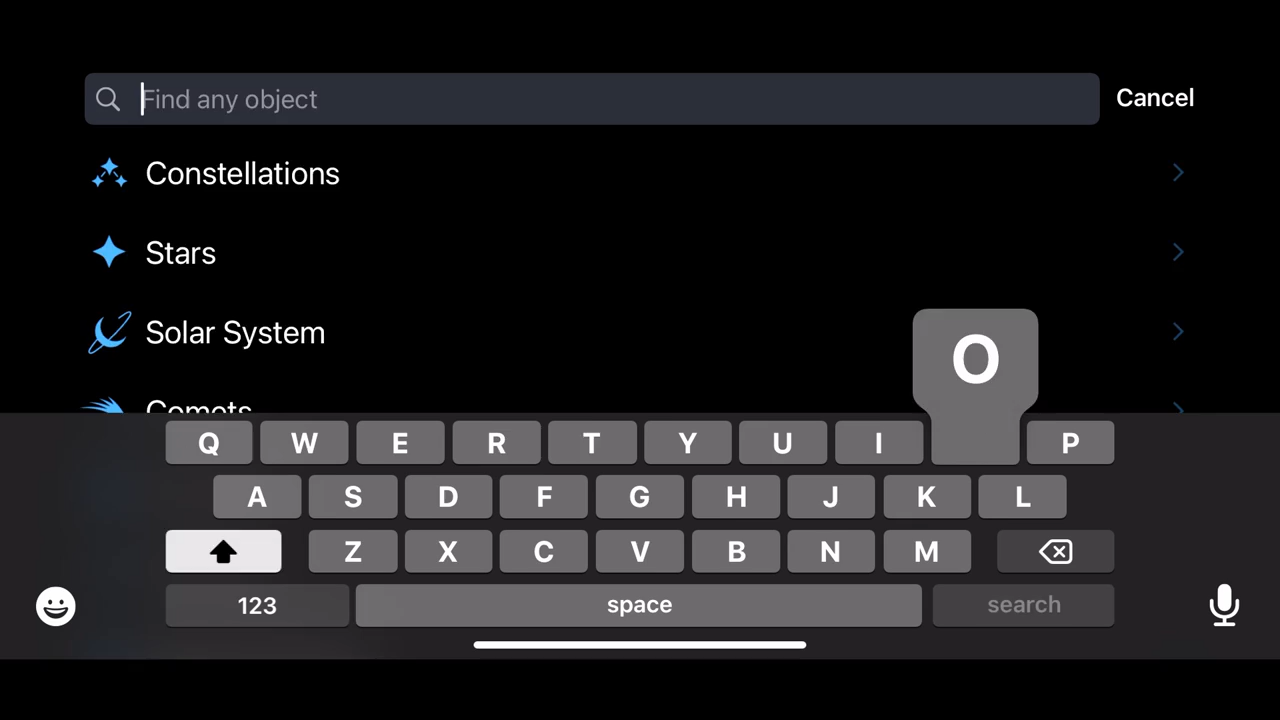 Find any object
Cancel
Constellations
Stars
Solar System
Comets
O
Q W E R T Y U I P
A S D F G H J K L
Z X C V B N M
123 space search